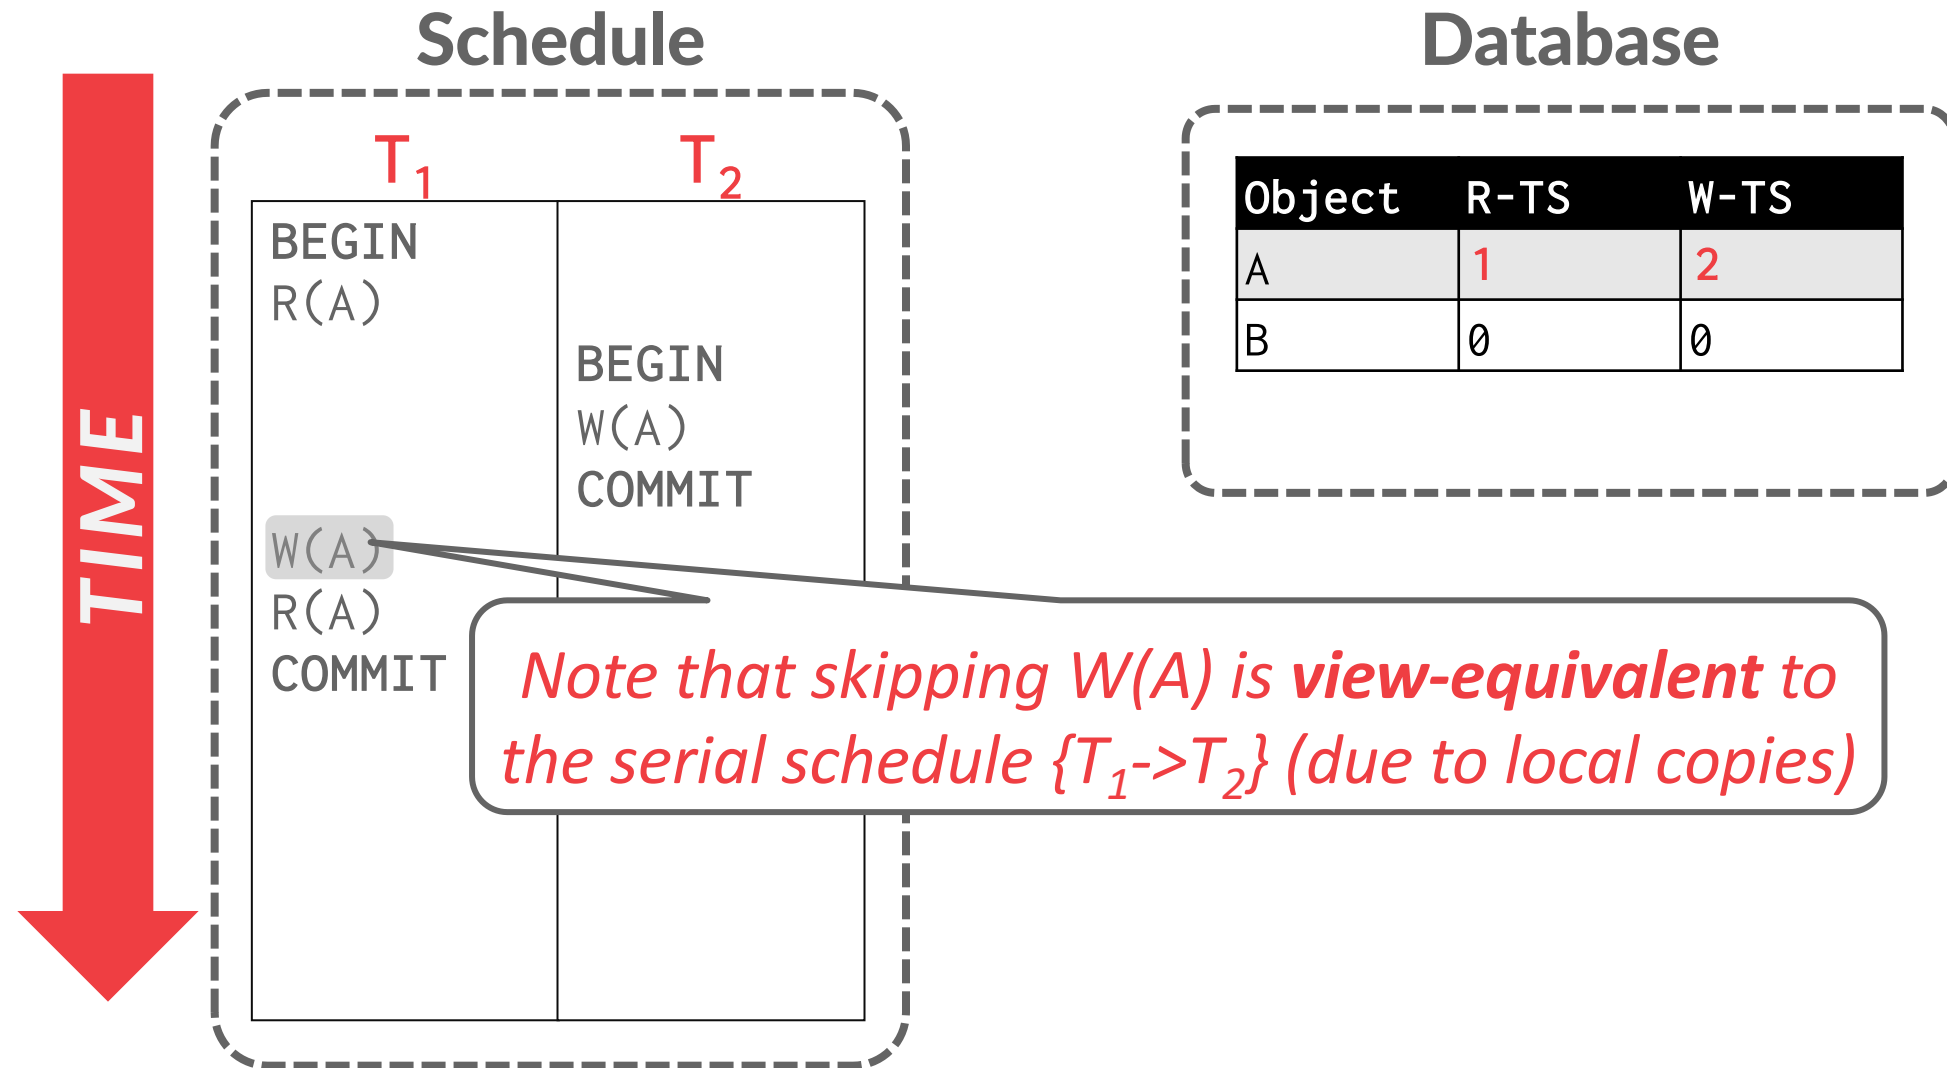 Schedule
Database
TIME
T1 T2
BEGIN
R(A)
BEGIN
W(A)
COMMIT
W(A)
R(A)
COMMIT
Object R-TS W-TS
A 1 2
B 0 0
Note that skipping W(A) is view-equivalent to
the serial schedule {T1->T2} (due to local copies)